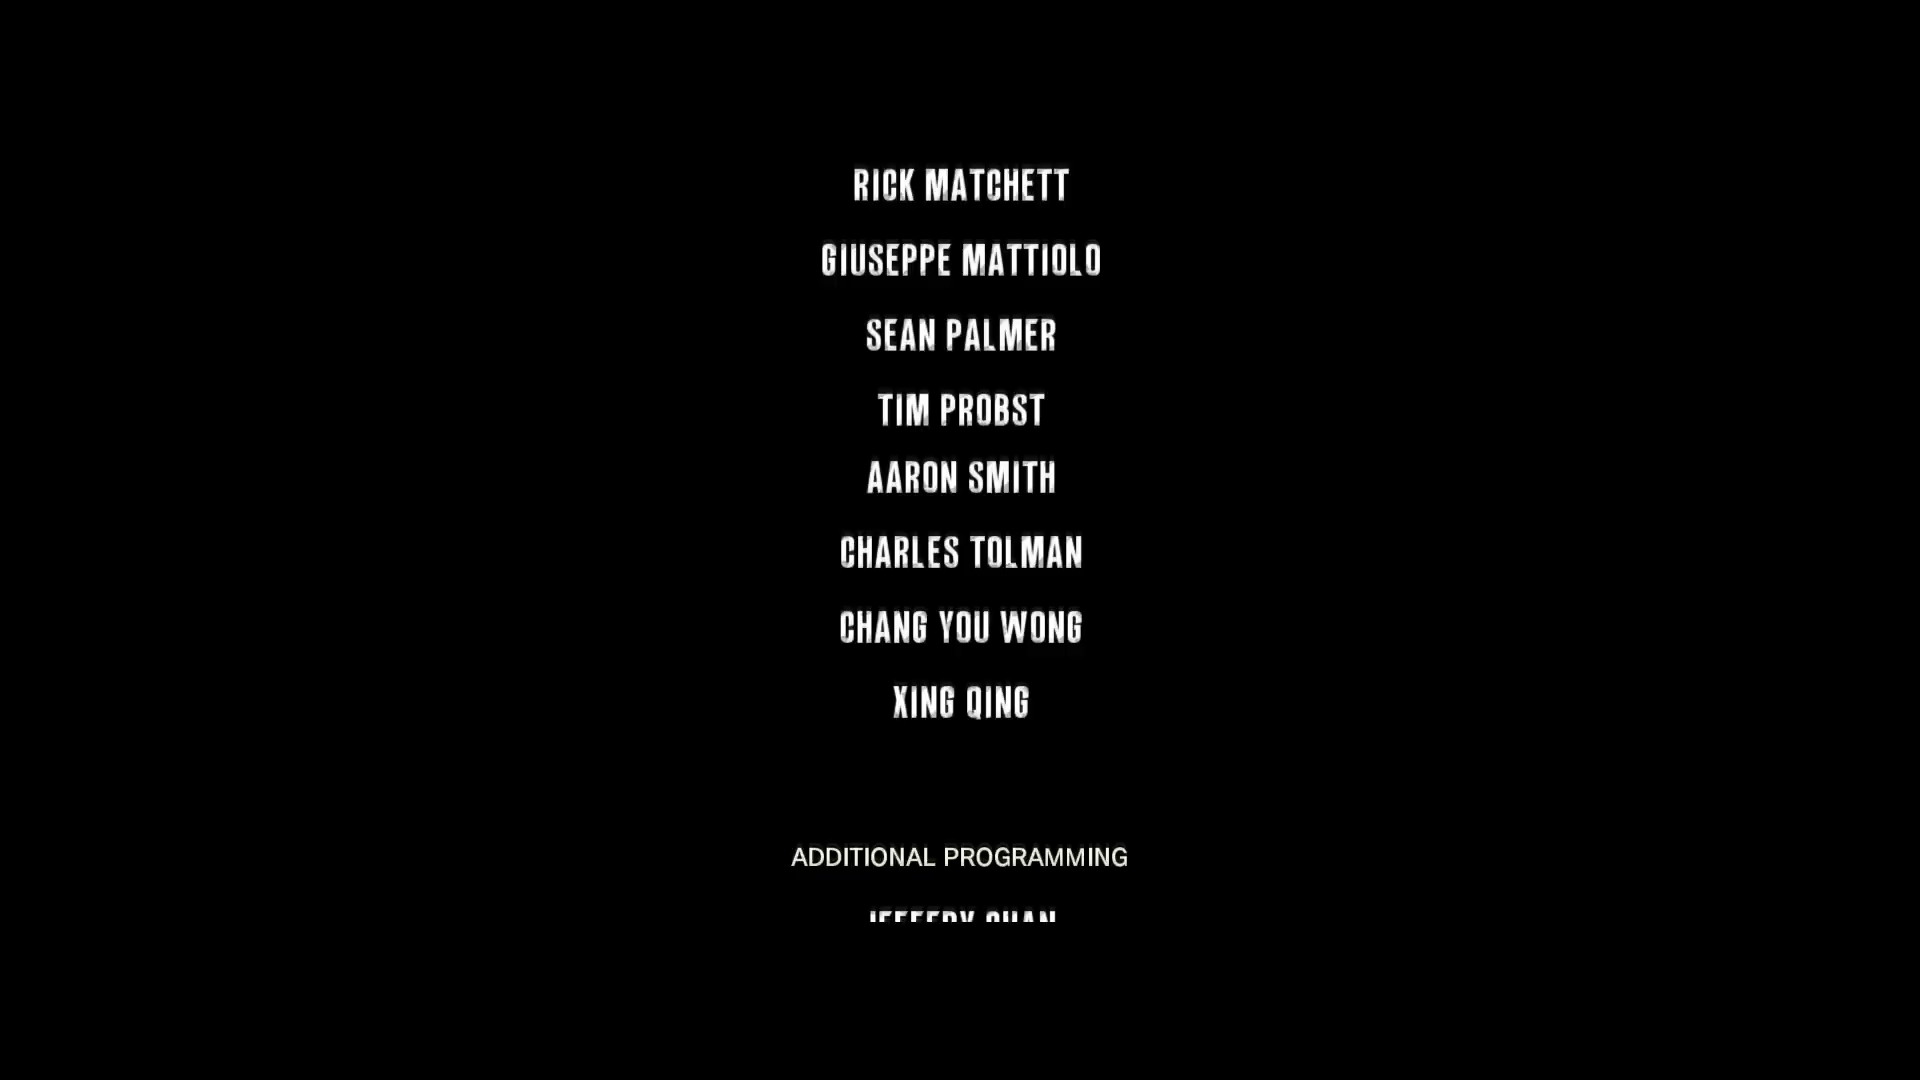 RICK MATCHETT
GIUSEPPE MATTIOLO
SEAN PALMER
TIM PROBST
AARON SMITH
CHARLES TOLMAN
CHANG YOU WONG
XING QING
ADDITIONAL PROGRAMMING